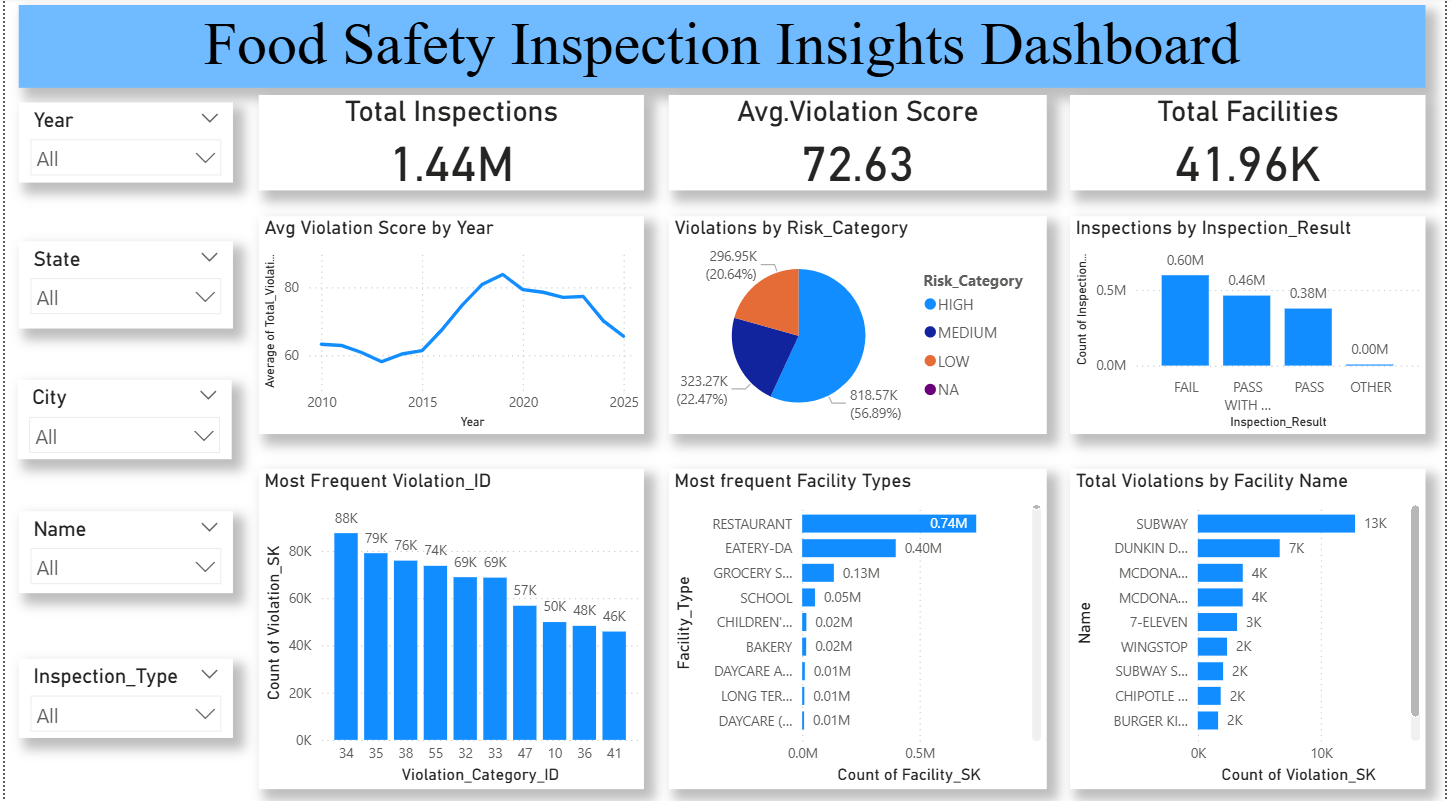 Food Safety Inspection Insights Dashboard
Year
All
State
All
City
All
Name
All
Inspection_Type
All
Total Inspections
1.44M
Avg.Violation Score
72.63
Total Facilities
41.96K
Avg Violation Score by Year
Average of Total_Violati...
80
60
2010 2015 2020 2025
Year
Violations by Risk_Category
296.95K
(20.64%)
323.27K
(22.47%)
818.57K
(56.89%)
Risk_Category
HIGH
MEDIUM
LOW
NA
Inspections by Inspection_Result
Count of Inspection...
0.5M
0.0M
0.60M
0.46M
0.38M
0.00M
FAIL
PASS
WITH ...
PASS
OTHER
Inspection_Result
Most Frequent Violation_ID
Count of Violation_SK
80K
60K
40K
20K
0K
88K
79K
76K
74K
69K
69K
57K
50K
48K
46K
34 35 38 55 32 33 47 10 36 41
Violation_Category_ID
Most frequent Facility Types
Facility_Type
RESTAURANT 0.74M
EATERY-DA 0.40M
GROCERY S... 0.13M
SCHOOL 0.05M
CHILDREN'... 0.02M
BAKERY 0.02M
DAYCARE A... 0.01M
LONG TER... 0.01M
DAYCARE (... 0.01M
0.0M 0.5M
Count of Facility_SK
Total Violations by Facility Name
Name
SUBWAY 13K
DUNKIN D... 7K
MCDONA... 4K
MCDONA... 4K
7-ELEVEN 3K
WINGSTOP 2K
SUBWAY S... 2K
CHIPOTLE ... 2K
BURGER KI... 2K
0K 10K
Count of Violation_SK